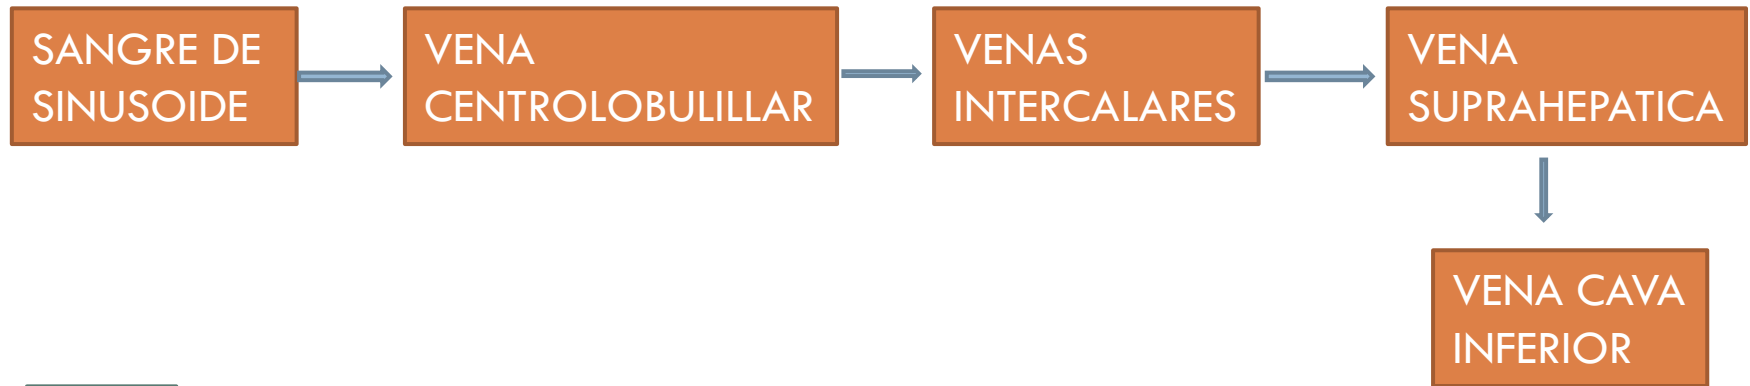 SANGRE DE
SINUSOIDE
VENA
CENTROLOBULILLAR
VENAS
INTERCALARES
VENA
SUPRAHEPATICA
VENA CAVA
INFERIOR